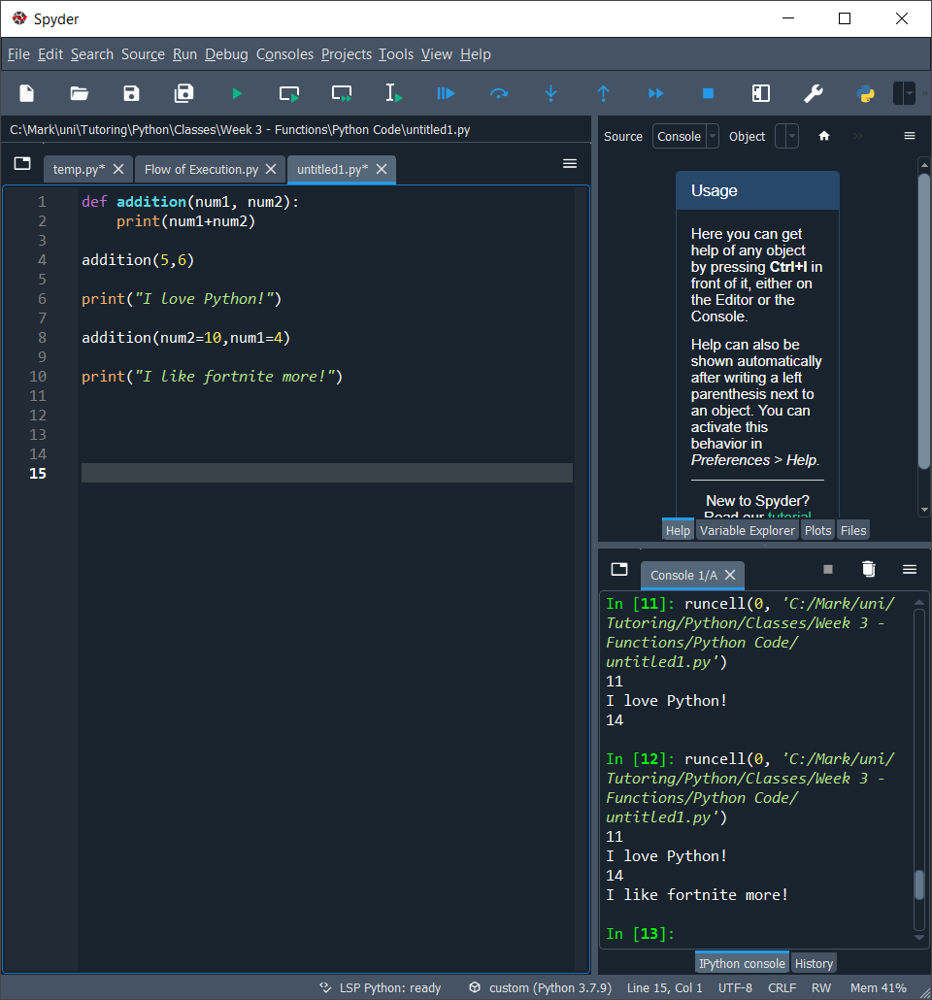 Spyder
File Edit Search Source Run Debug Consoles Projects Tools View Help
C:\Mark\uni\Tutoring\Python\Classes\Week 3 - Functions\Python Code\untitled1.py
temp.py* Flow of Execution.py untitled1.py*
1 def addition(num1, num2):
2     print(num1+num2)
3
4 addition(5,6)
5
6 print("I love Python!")
7
8 addition(num2=10,num1=4)
9
10 print("I like fortnite more!")
11
12
13
14
15
Source Console Object
Usage
Here you can get
help of any object
by pressing Ctrl+I in
front of it, either on
the Editor or the
Console.
Help can also be
shown automatically
after writing a left
parenthesis next to
an object. You can
activate this
behavior in
Preferences > Help.
New to Spyder?
Read our tutorial
Help Variable Explorer Plots Files
Console 1/A
In [11]: runcell(0, 'C:/Mark/uni/
Tutoring/Python/Classes/Week 3 -
Functions/Python Code/
untitled1.py')
11
I love Python!
14
In [12]: runcell(0, 'C:/Mark/uni/
Tutoring/Python/Classes/Week 3 -
Functions/Python Code/
untitled1.py')
11
I love Python!
14
I like fortnite more!
In [13]:
IPython console History
LSP Python: ready custom (Python 3.7.9) Line 15, Col 1 UTF-8 CRLF RW Mem 41%